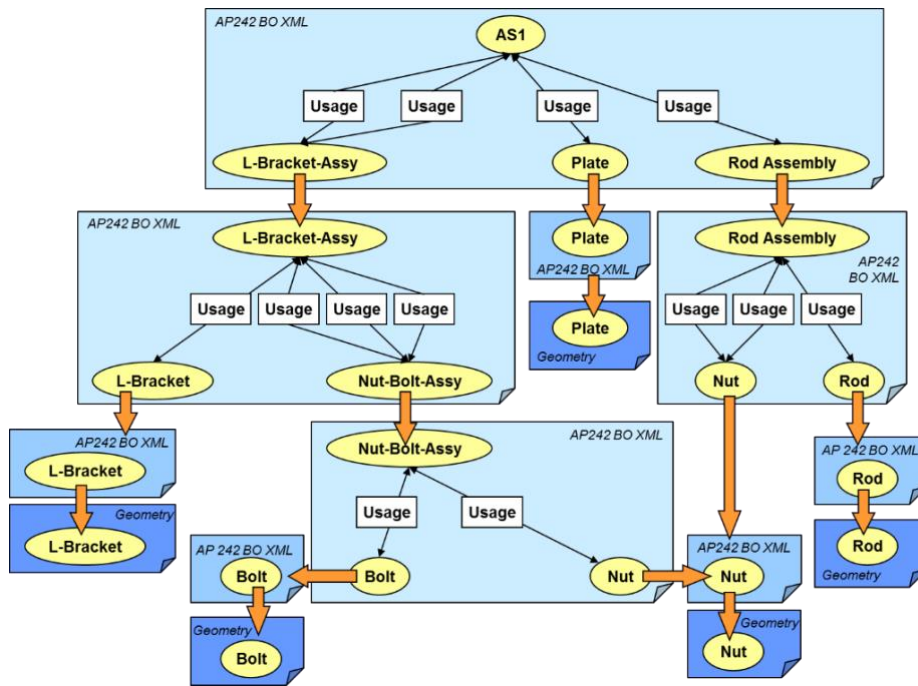 AP242 BO XML
AS1
Usage
Usage
Usage
Usage
L-Bracket-Assy
Plate
Rod Assembly
AP242 BO XML
L-Bracket-Assy
Usage
Usage
Usage
Usage
L-Bracket
Nut-Bolt-Assy
Plate
AP242 BO XML
Plate
Geometry
Rod Assembly
AP242
BO XML
Usage
Usage
Usage
Nut
Rod
AP242 BO XML
L-Bracket
Geometry
L-Bracket
AP242 BO XML
Nut-Bolt-Assy
Usage
Usage
Bolt
Nut
AP 242 BO XML
Rod
Rod
Geometry
AP 242 BO XML
Bolt
Geometry
Bolt
AP242 BO XML
Nut
Geometry
Nut